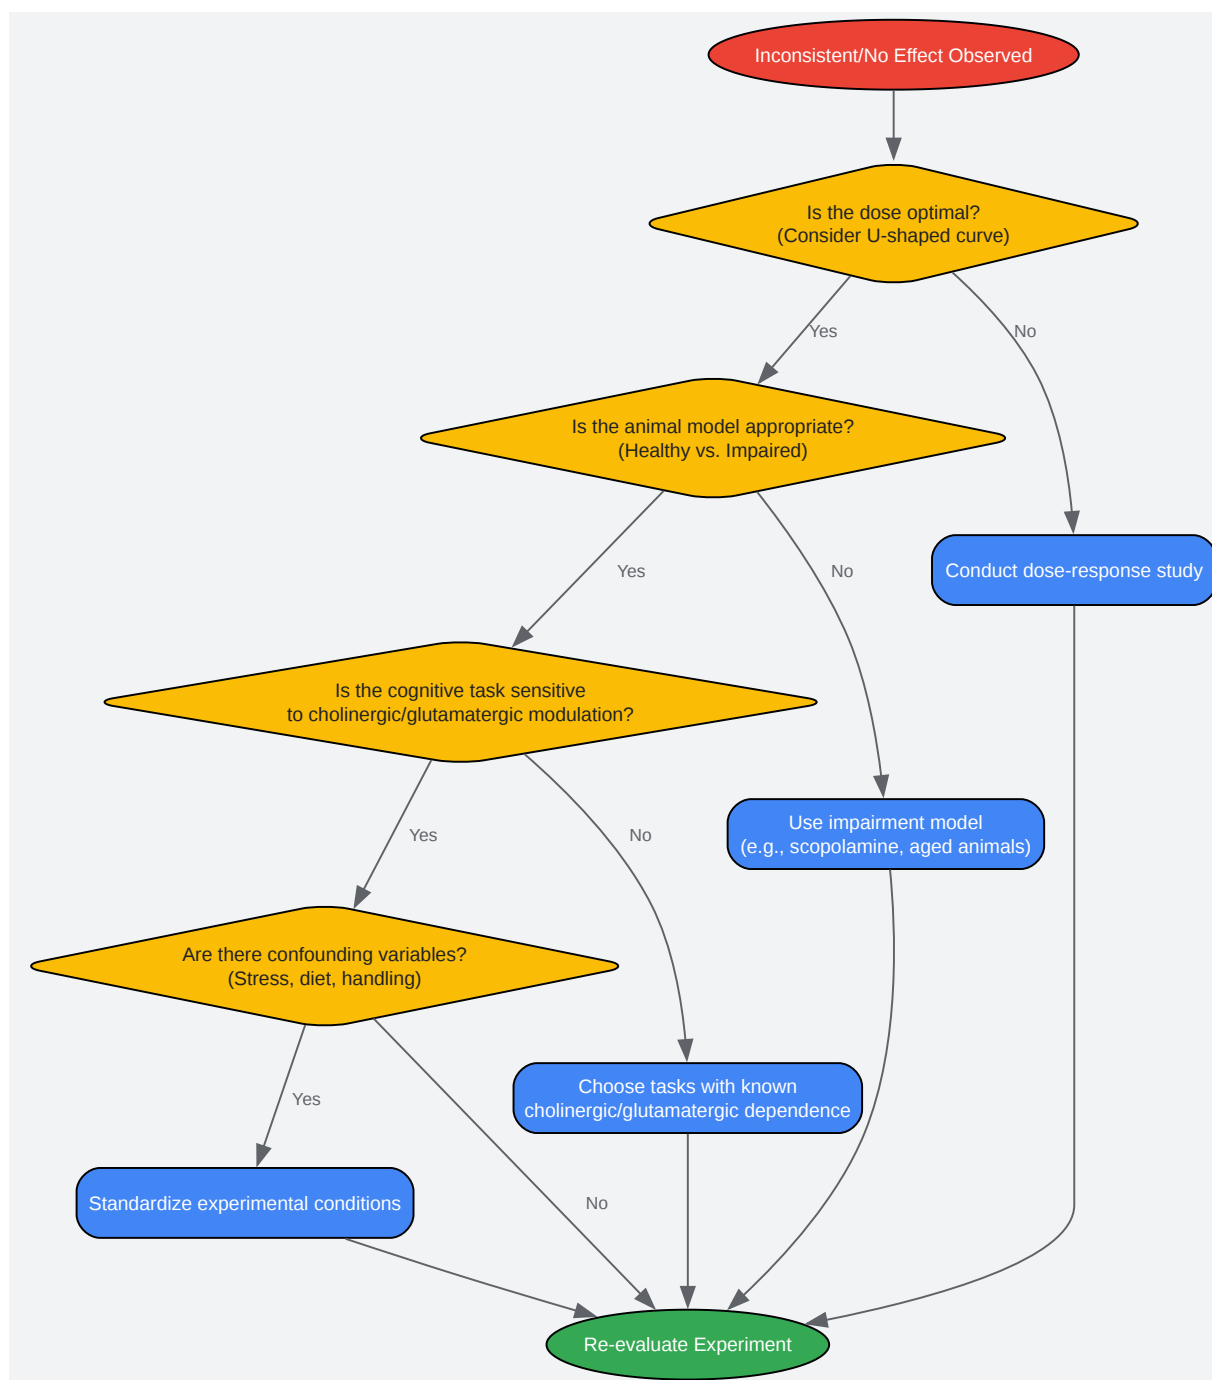 Inconsistent/No Effect Observed
Is the dose optimal?
(Consider U-shaped curve)
Yes
No
Is the animal model appropriate?
(Healthy vs. Impaired)
Yes
No
Conduct dose-response study
Is the cognitive task sensitive
to cholinergic/glutamatergic modulation?
Yes
No
Use impairment model
(e.g., scopolamine, aged animals)
Are there confounding variables?
(Stress, diet, handling)
Yes
No
Choose tasks with known
cholinergic/glutamatergic dependence
Standardize experimental conditions
Re-evaluate Experiment